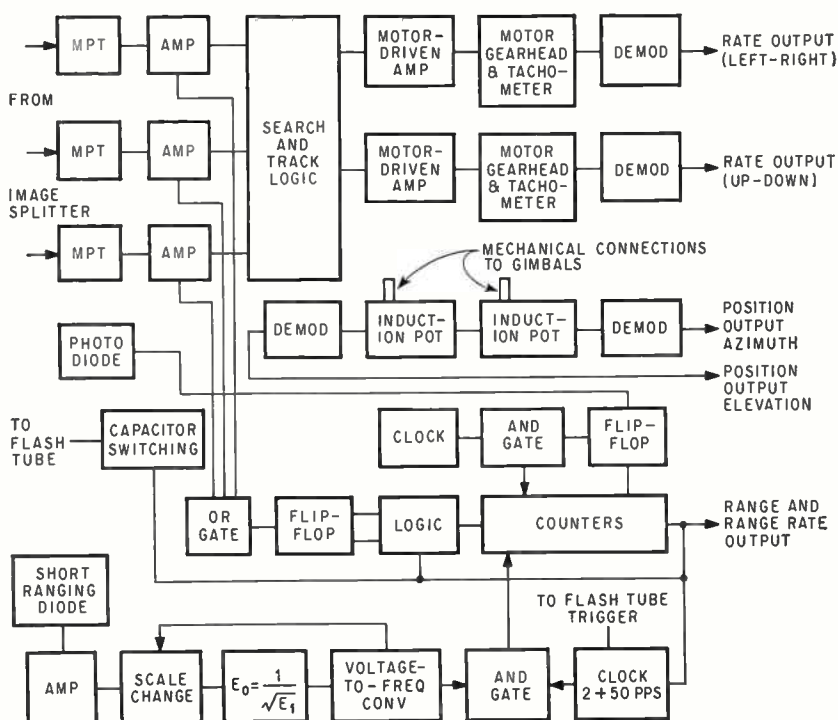 MPT
AMP
SEARCH
AND
TRACK
LOGIC
MOTOR-
DRIVEN
AMP
MOTOR
GEARHEAD
& TACHO-
METER
DEMOD
RATE OUTPUT
(LEFT-RIGHT)
FROM
MPT
AMP
MOTOR-
DRIVEN
AMP
MOTOR
GEARHEAD
& TACHO-
METER
DEMOD
RATE OUTPUT
(UP-DOWN)
IMAGE
SPLITTER
MPT
AMP
MECHANICAL CONNECTIONS
TO GIMBALS
DEMOD
INDUCT-
ION POT
INDUCT-
ION POT
DEMOD
POSITION
OUTPUT
AZIMUTH
PHOTO
DIODE
POSITION
OUTPUT
ELEVATION
TO
FLASH
TUBE
CAPACITOR
SWITCHING
CLOCK
AND
GATE
FLIP-
FLOP
OR
GATE
FLIP-
FLOP
LOGIC
COUNTERS
RANGE AND
RANGE RATE
OUTPUT
SHORT
RANGING
DIODE
TO FLASH TUBE
TRIGGER
AMP
SCALE
CHANGE
E₀ = 1/√E₁
VOLTAGE-
TO-FREQ
CONV
AND
GATE
CLOCK
2+50 PPS